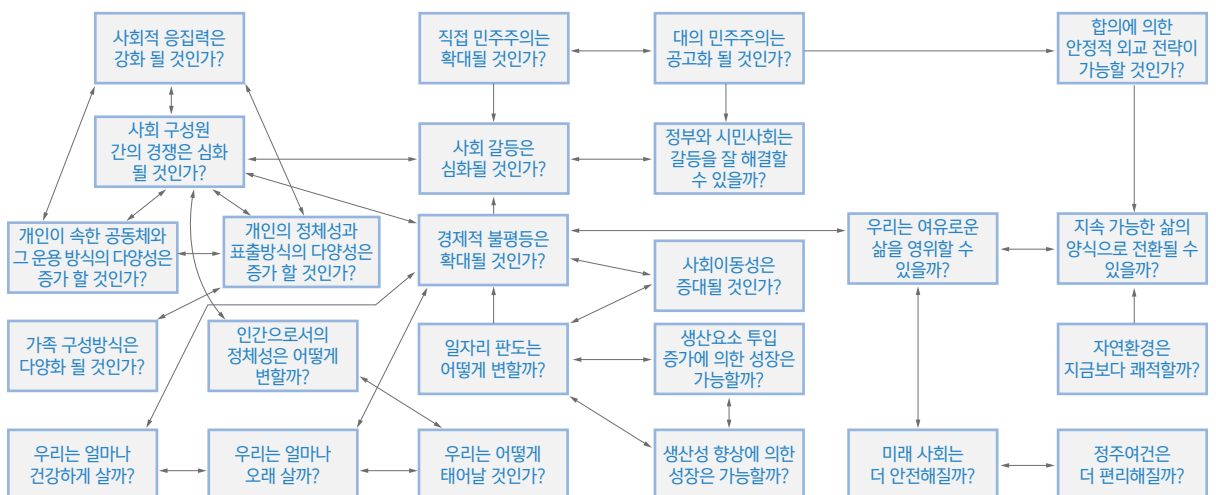 사회적 응집력은
강화 될 것인가?
직접 민주주의는
확대될 것인가?
대의 민주주의는
공고화 될 것인가?
합의에 의한
안정적 외교 전략이
가능할 것인가?
사회 구성원
간의 경쟁은 심화
될 것인가?
사회 갈등은
심화될 것인가?
정부와 시민사회는
갈등을 잘 해결할
수 있을까?
개인이 속한 공동체와
그 운용 방식의 다양성은
증가 할 것인가?
개인의 정체성과
표출방식의 다양성은
증가 할 것인가?
경제적 불평등은
확대될 것인가?
사회이동성은
증대될 것인가?
우리는 여유로운
삶을 영위할 수
있을까?
지속 가능한 삶의
양식으로 전환될 수
있을까?
가족 구성방식은
다양화 될 것인가?
인간으로서의
정체성은 어떻게
변할까?
일자리 판도는
어떻게 변할까?
생산요소 투입
증가에 의한 성장은
가능할까?
자연환경은
지금보다 쾌적할까?
우리는 얼마나
건강하게 살까?
우리는 얼마나
오래 살까?
우리는 어떻게
태어날 것인가?
생산성 향상에 의한
성장은 가능할까?
미래 사회는
더 안전해질까?
정주여건은
더 편리해질까?